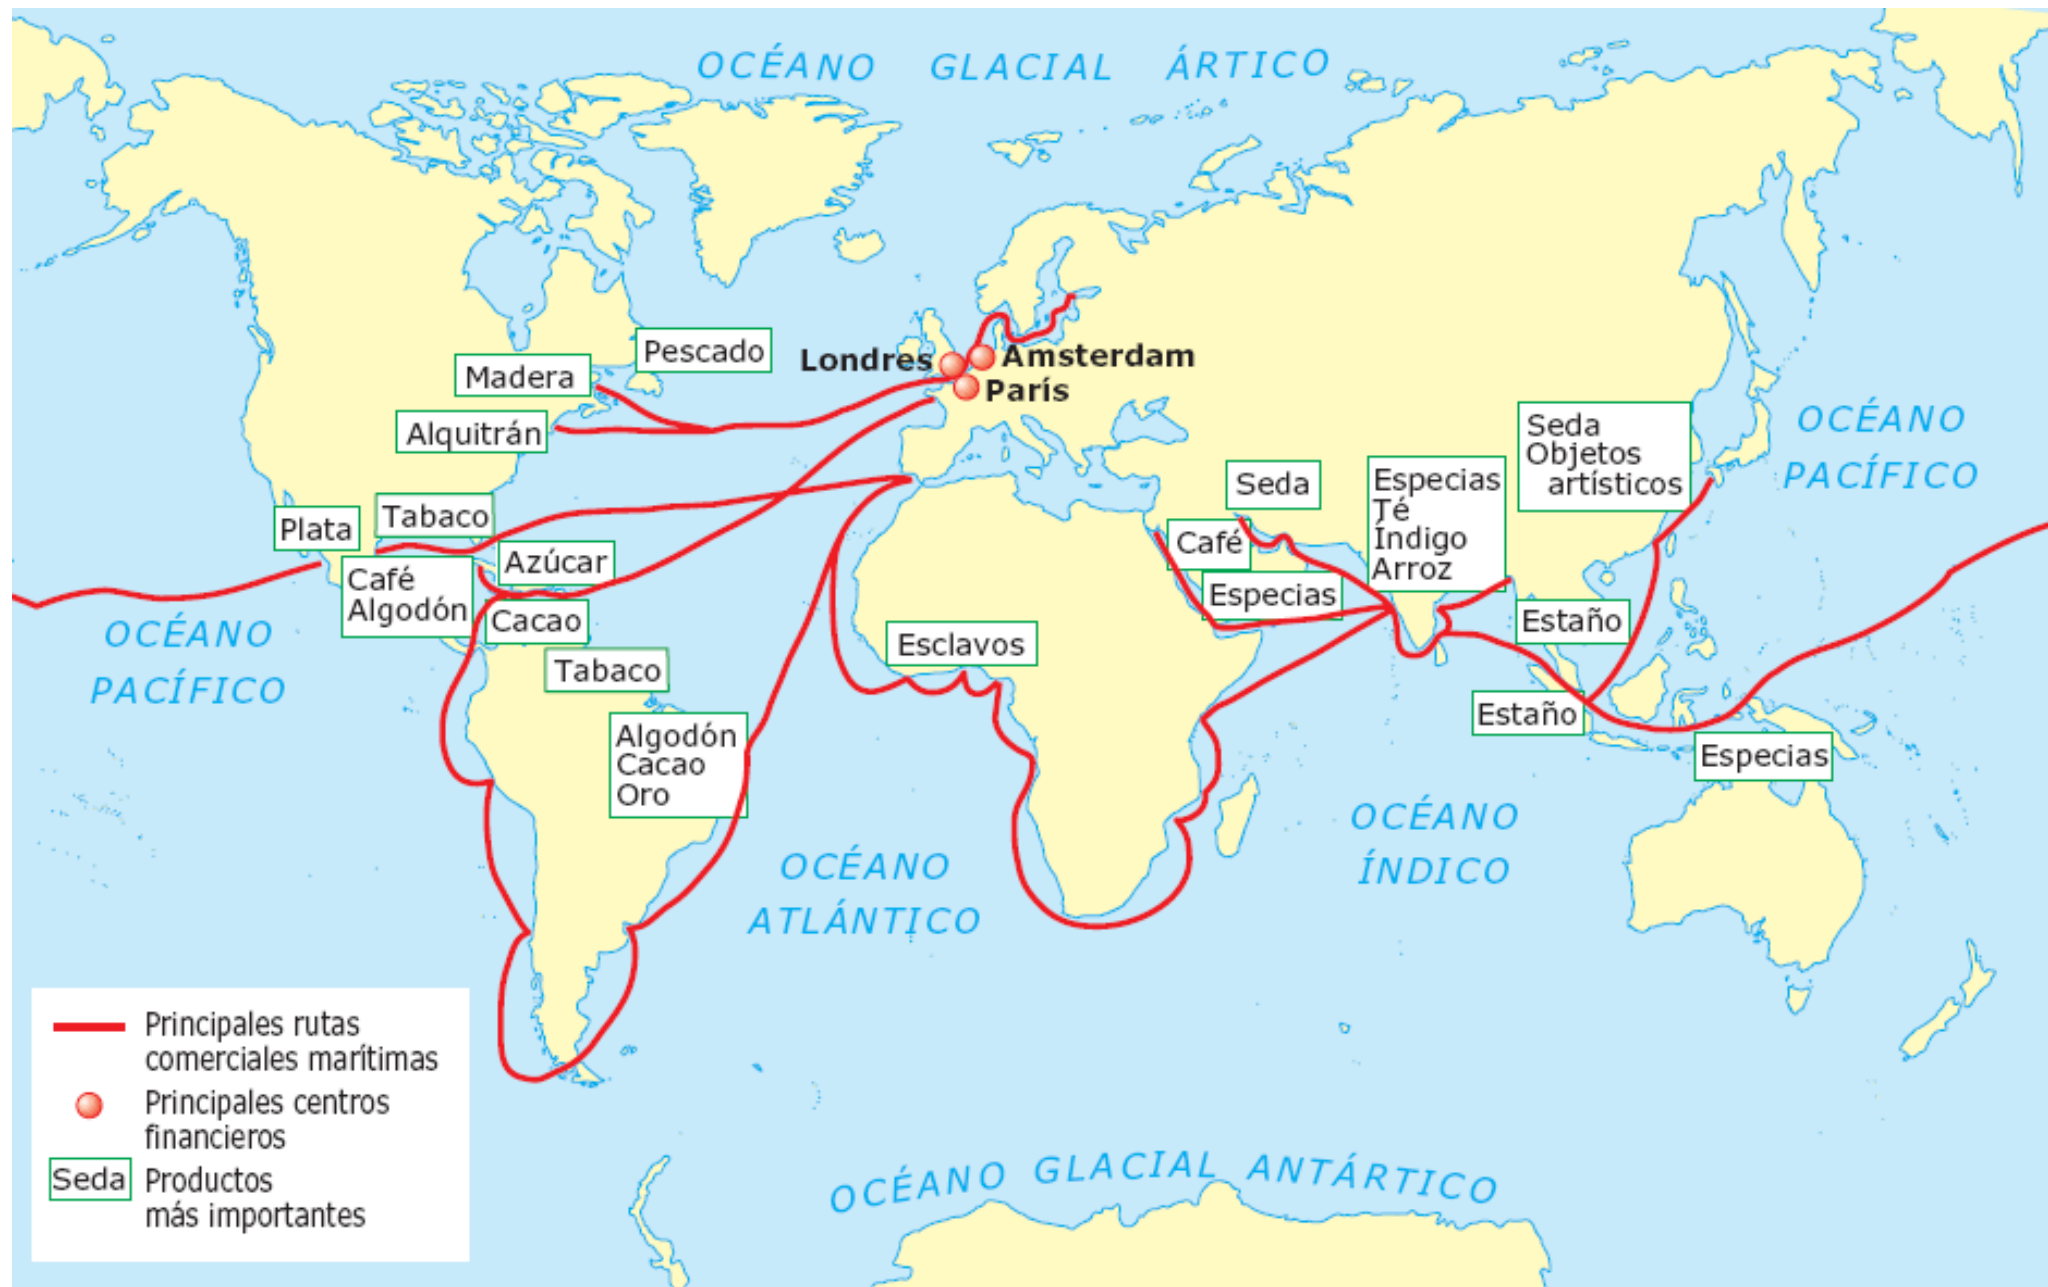 OCÉANO GLACIAL ÁRTICO
Pescado
Madera
Alquitrán
Londres
Amsterdam
París
Plata
Tabaco
Café
Algodón
Azúcar
Cacao
Tabaco
Algodón
Cacao
Oro
Esclavos
Seda
Café
Especias
Especias
Té
Índigo
Arroz
Seda
Objetos
artísticos
Estaño
Estaño
Especias
OCÉANO
PACÍFICO
OCÉANO
PACÍFICO
OCÉANO
ATLÁNTICO
OCÉANO
ÍNDICO
OCÉANO GLACIAL ANTÁRTICO
Principales rutas
comerciales marítimas
Principales centros
financieros
Seda
Productos
más importantes